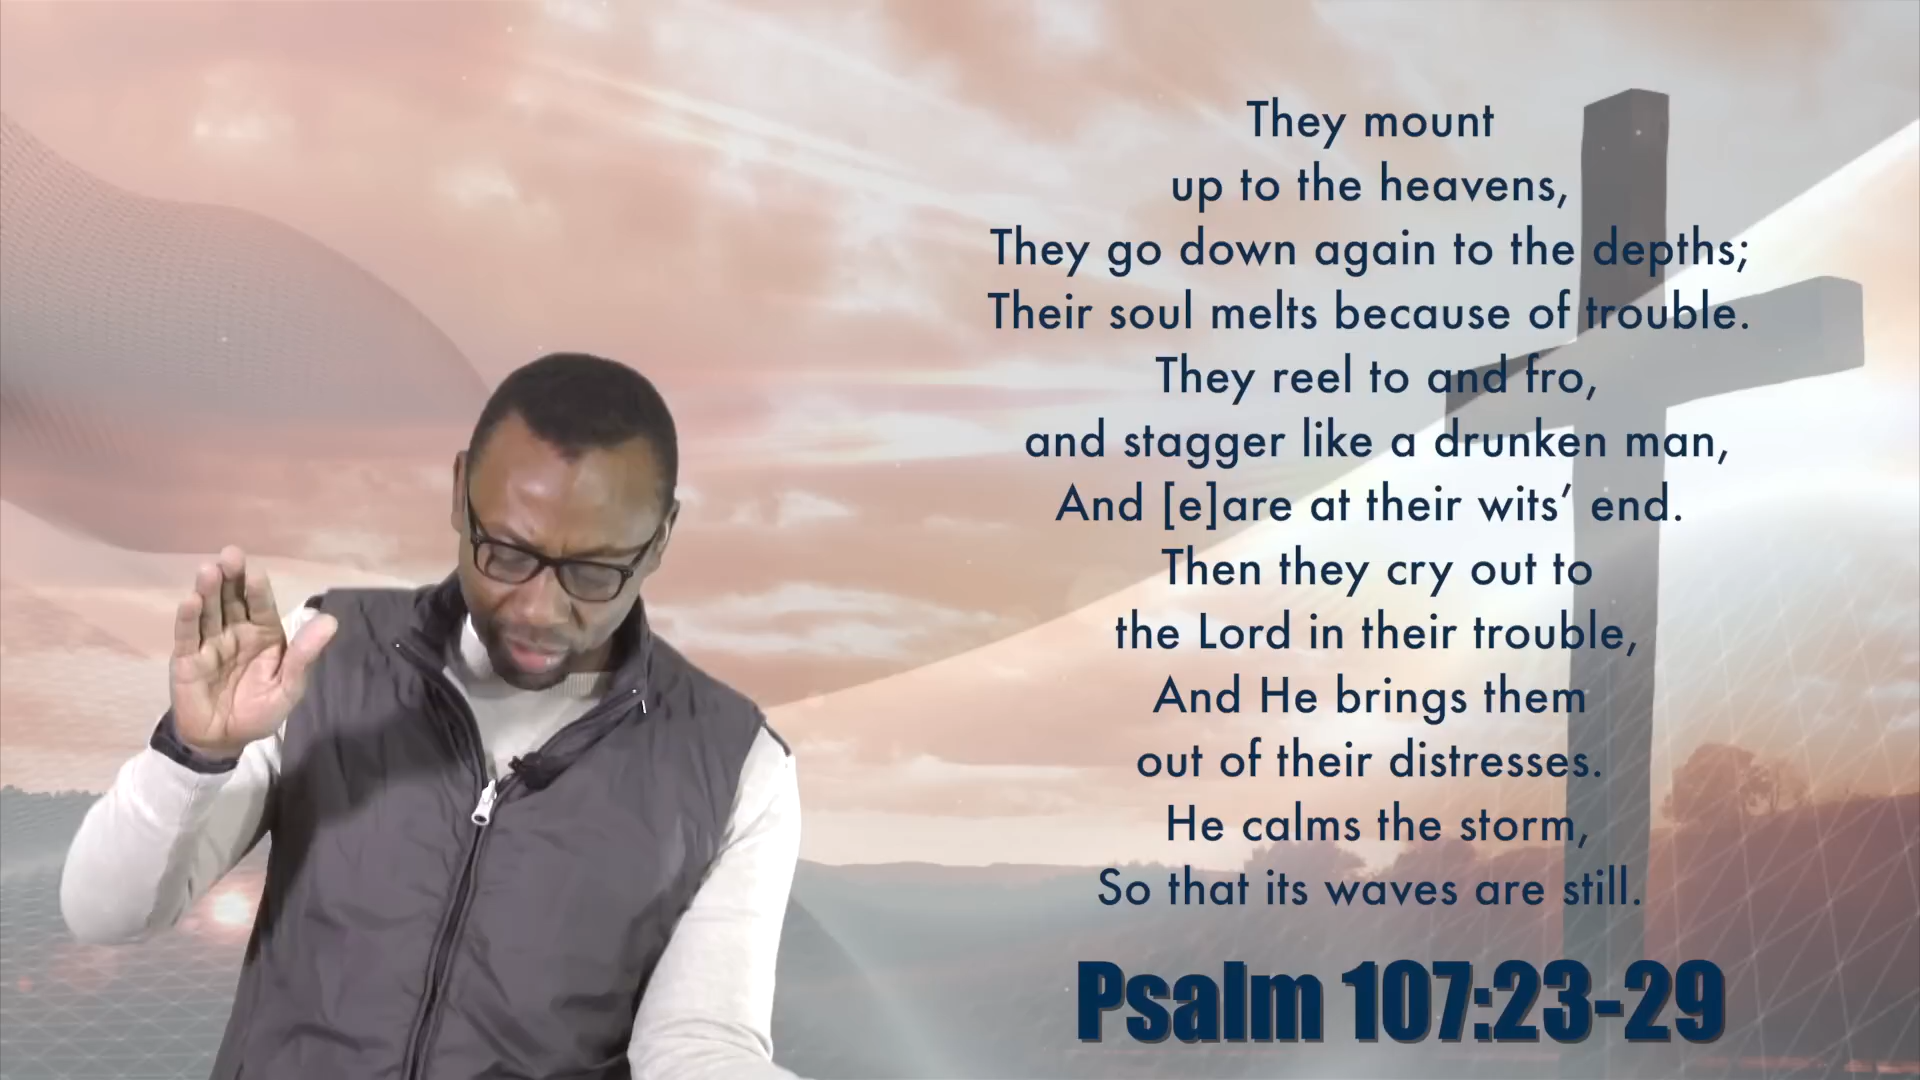 They mount
up to the heavens,
They go down again to the depths;
Their soul melts because of trouble.
They reel to and fro,
and stagger like a drunken man,
And [e]are at their wits’ end.
Then they cry out to
the Lord in their trouble,
And He brings them
out of their distresses.
He calms the storm,
So that its waves are still.
Psalm 107:23-29